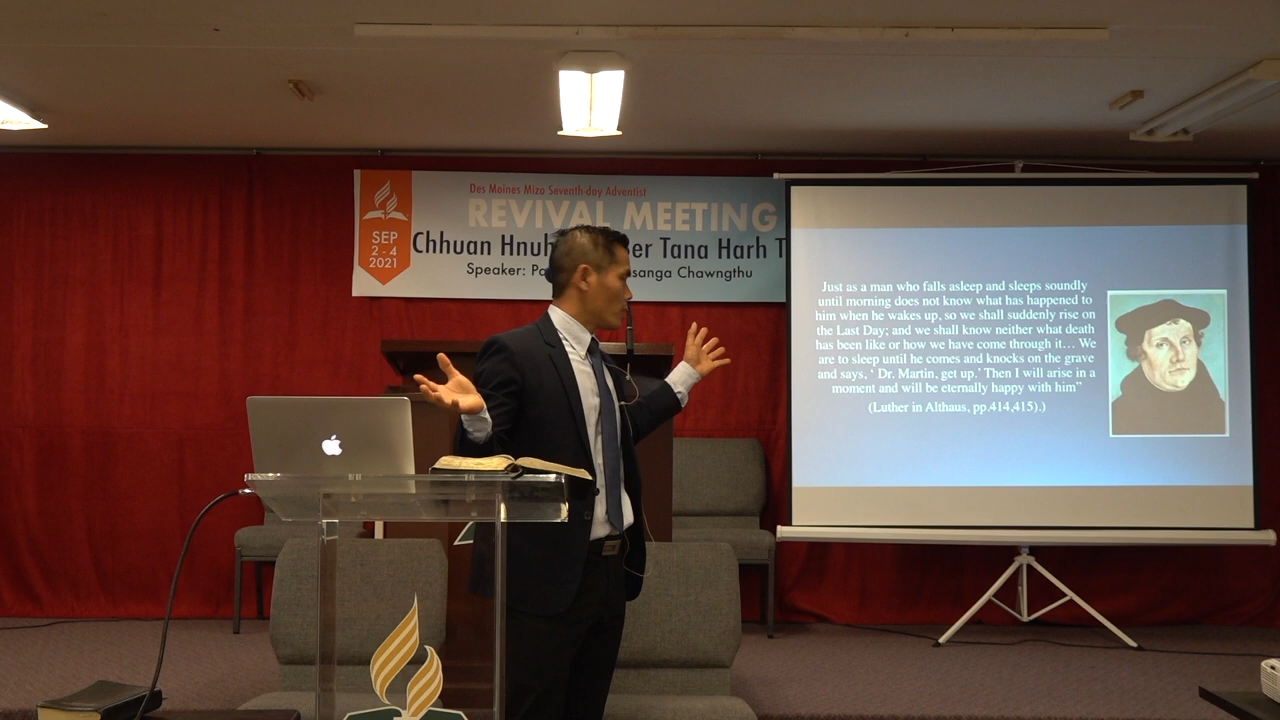 Des Moines Mizo Seventh-day Adventist
REVIVAL MEETING
SEP
2 - 4
2021
Chhuan Tana Harh
Speaker: Chawngthu
Just as a man who falls asleep and sleeps soundly
until morning does not know what has happened to
him when he wakes up, so we shall suddenly rise on
the Last Day; and we shall know neither what death
has been like or how we have come through it… We
are to sleep until he comes and knocks on the grave
and says, ‘ Dr. Martin, get up.’ Then I will arise in a
moment and will be eternally happy with him”
(Luther in Althaus, pp.414,415).)